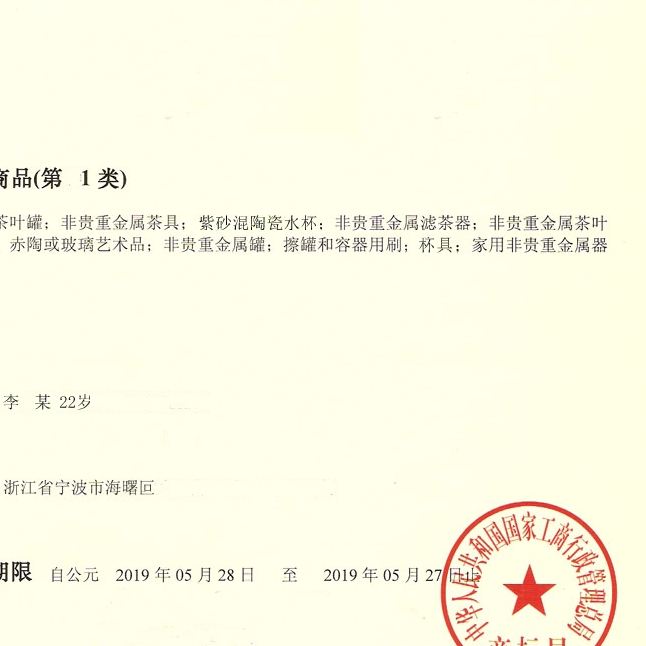 商品(第 1 类)
茶叶罐；非贵重金属茶具；紫砂混陶瓷水杯；非贵重金属滤茶器；非贵重金属茶叶
赤陶或玻璃艺术品；非贵重金属罐；擦罐和容器用刷；杯具；家用非贵重金属器
李 某 22岁
浙江省宁波市海曙叵
期限 自公元 2019 年 05 月 28 日 至 2019 年 05 月 27 日止
中华人民共和国国家工商行政管理总局
商标局